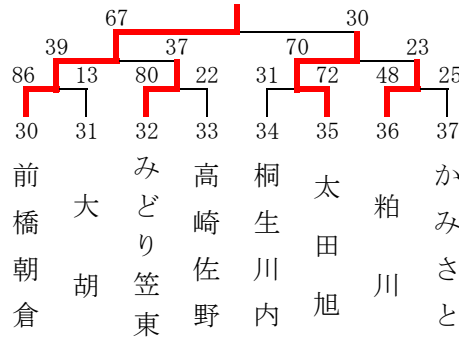 67 30
39 37 70 23
86 13 80 22 31 72 48 25
30 31 32 33 34 35 36 37
前橋朝倉
大胡
みどり笠東
高崎佐野
桐生川内
太田旭
粕川
かみさと